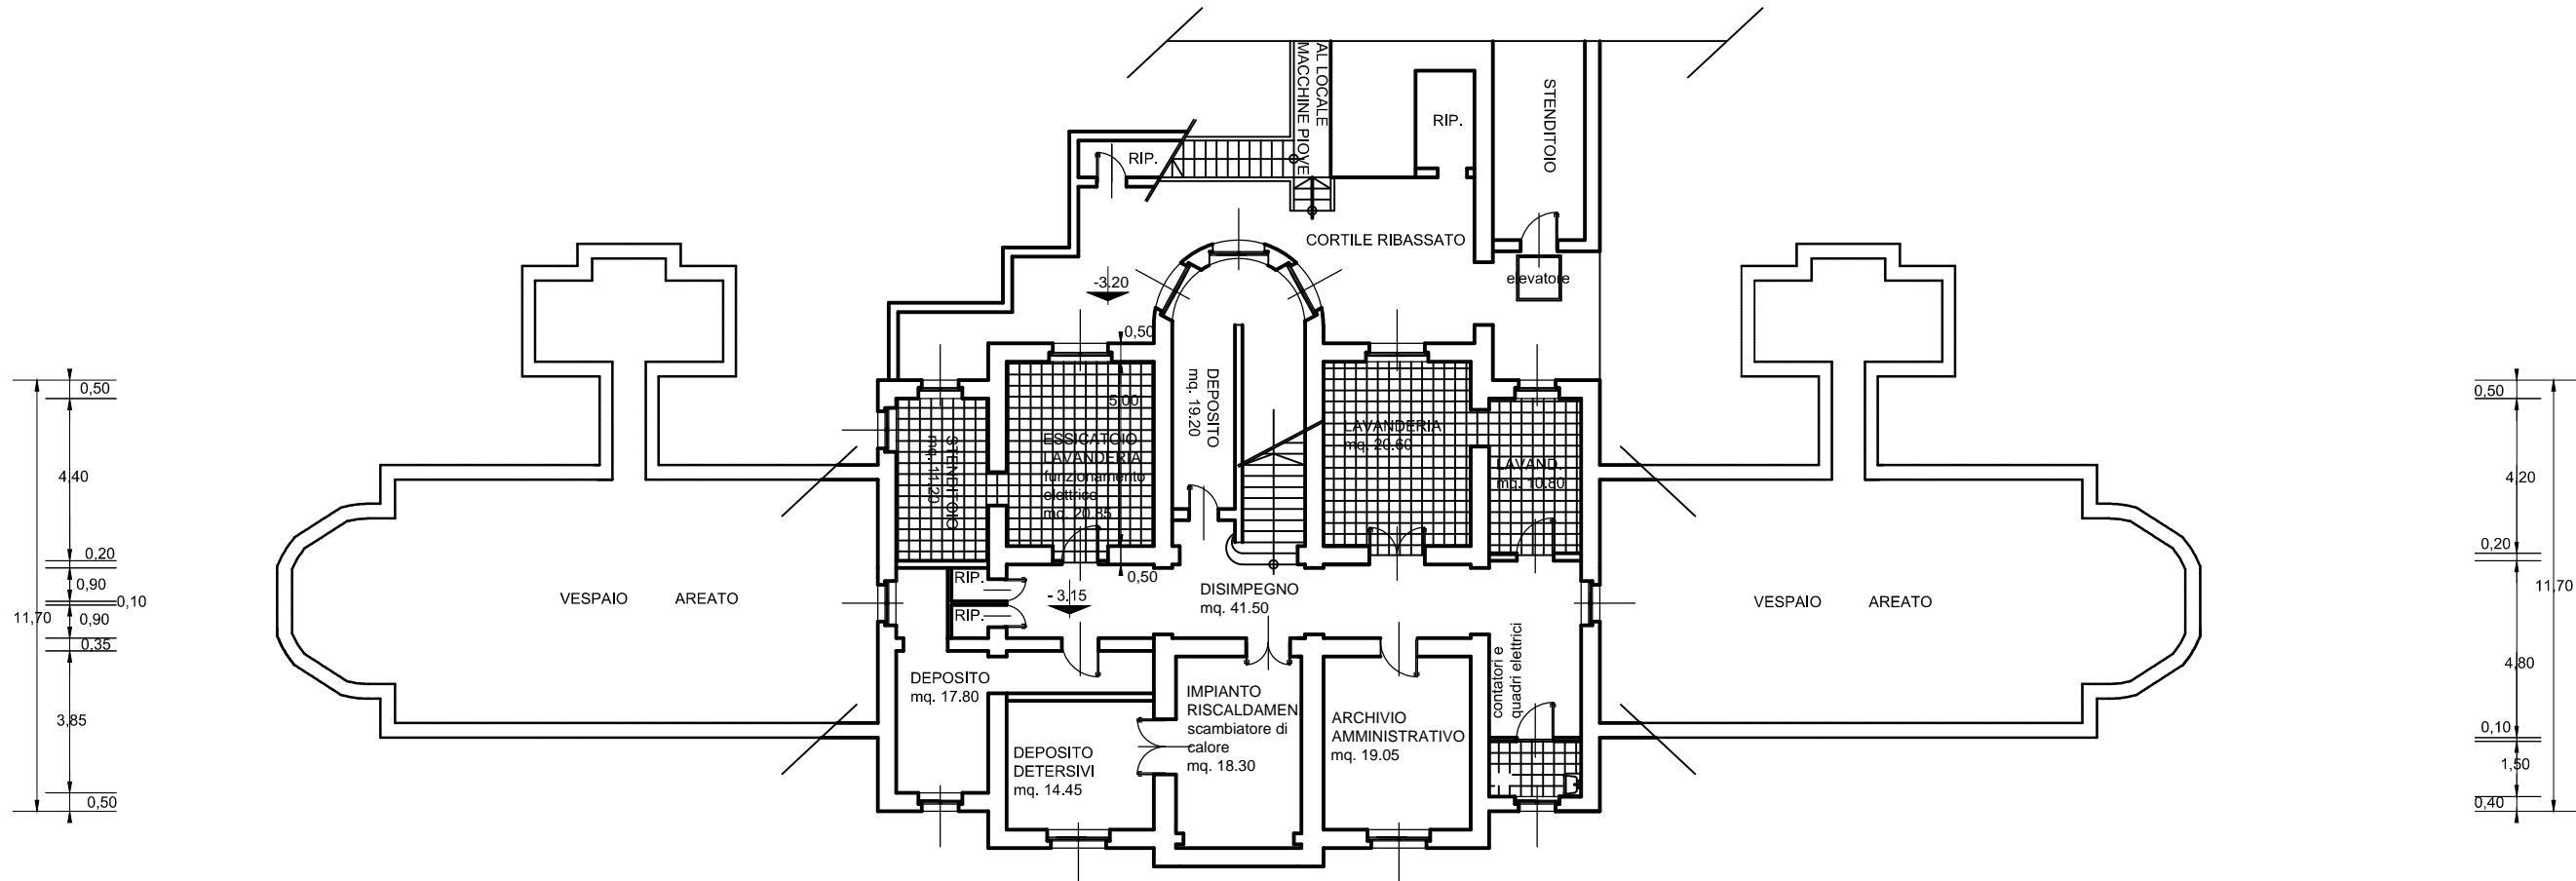 AL LOCALE
MACCHINE PIOVE
STENDITOIO
RIP.
RIP.
CORTILE RIBASSATO
elevatore
-3.20
0,50
5.00
DEPOSITO
mq. 19.20
ESSICATOIO
LAVANDERIA
funzionamento
elettrico
mq. 20.85
STENDITOIO
mq. 11.20
LAVANDERIA
mq. 20.60
LAVAND.
mq. 10.80
0,50
RIP.
RIP.
- 3.15
DISIMPEGNO
mq. 41.50
VESPAIO AREATO
VESPAIO AREATO
DEPOSITO
mq. 17.80
DEPOSITO
DETERSIVI
mq. 14.45
IMPIANTO
RISCALDAMEN.
scambiatore di
calore
mq. 18.30
ARCHIVIO
AMMINISTRATIVO
mq. 19.05
contatori e
quadri elettrici
11,70
0,50
4,40
0,20
0,90
0,10
0,90
0,35
3,85
0,50
0,50
4,20
0,20
11,70
4,80
0,10
1,50
0,40